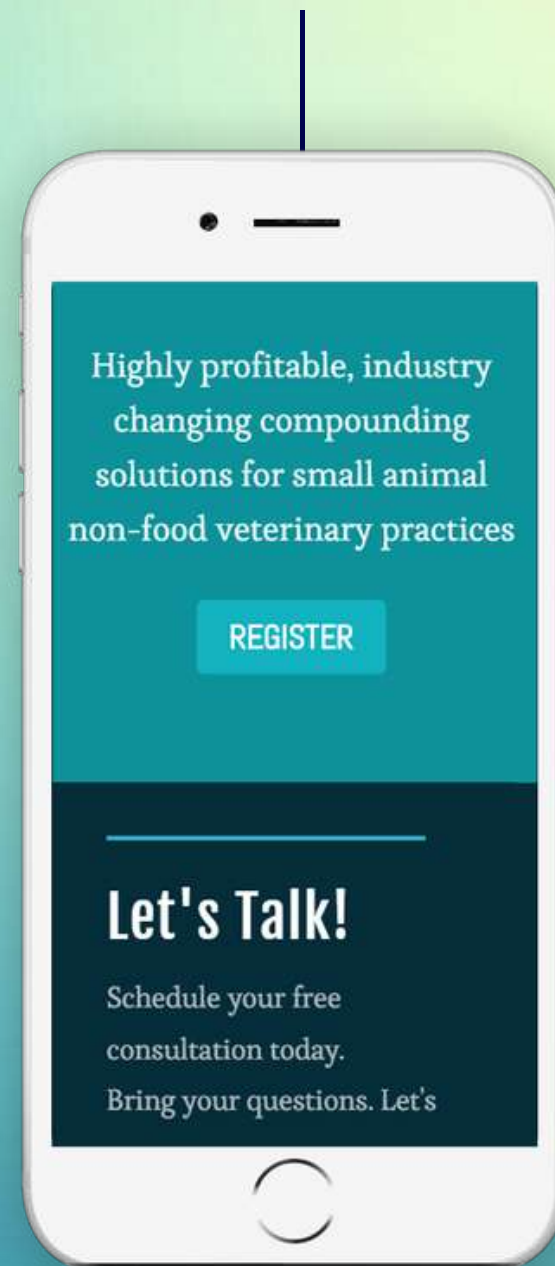 Highly profitable, industry
changing compounding
solutions for small animal
non-food veterinary practices
REGISTER
Let's Talk!
Schedule your free
consultation today.
Bring your questions. Let's